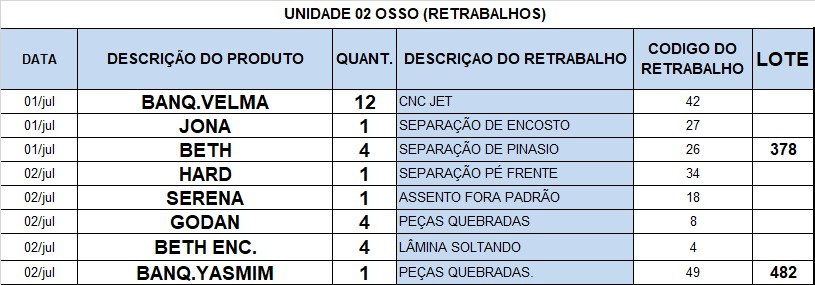 UNIDADE 02 OSSO (RETRABALHOS)
DATA DESCRIÇÃO DO PRODUTO QUANT. DESCRIÇAO DO RETRABALHO CODIGO DO RETRABALHO LOTE
01/jul BANQ.VELMA 12 CNC JET 42
01/jul JONA 1 SEPARAÇÃO DE ENCOSTO 27
01/jul BETH 4 SEPARAÇÃO DE PINASIO 26 378
02/jul HARD 1 SEPARAÇÃO PÉ FRENTE 34
02/jul SERENA 1 ASSENTO FORA PADRÃO 18
02/jul GODAN 4 PEÇAS QUEBRADAS 8
02/jul BETH ENC. 4 LÂMINA SOLTANDO 4
02/jul BANQ.YASMIM 1 PEÇAS QUEBRADAS. 49 482